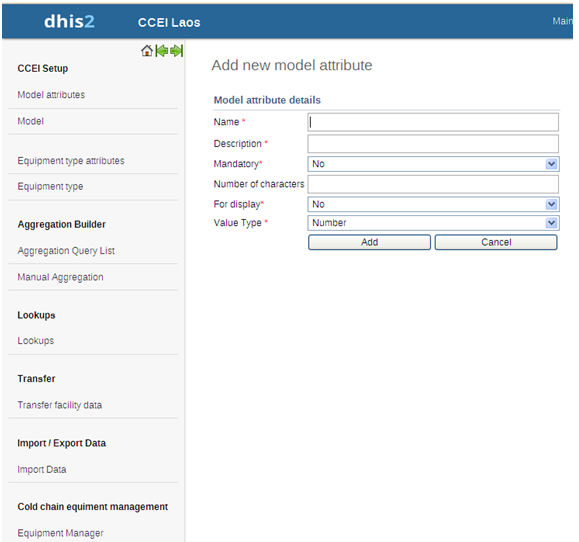 dhis2 CCEI Laos Main
CCEI Setup
Model attributes
Model
Equipment type attributes
Equipment type
Aggregation Builder
Aggregation Query List
Manual Aggregation
Lookups
Lookups
Transfer
Transfer facility data
Import / Export Data
Import Data
Cold chain equiment management
Equipment Manager
Add new model attribute
Model attribute details
Name *
Description *
Mandatory* No
Number of characters
For display* No
Value Type * Number
Add Cancel